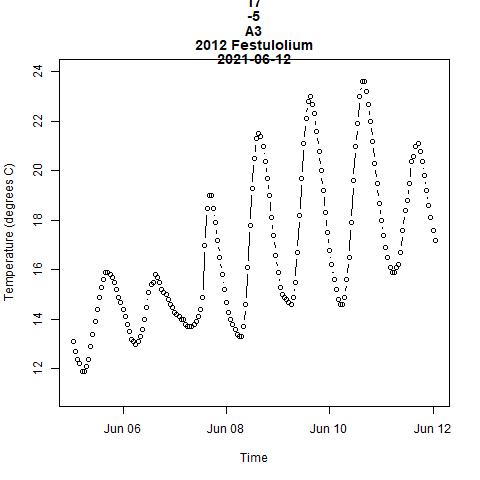 17
-5
A3
2012 Festulolium
2021-06-12
Temperature (degrees C)
24
22
20
18
16
14
12
Jun 06
Jun 08
Jun 10
Jun 12
Time